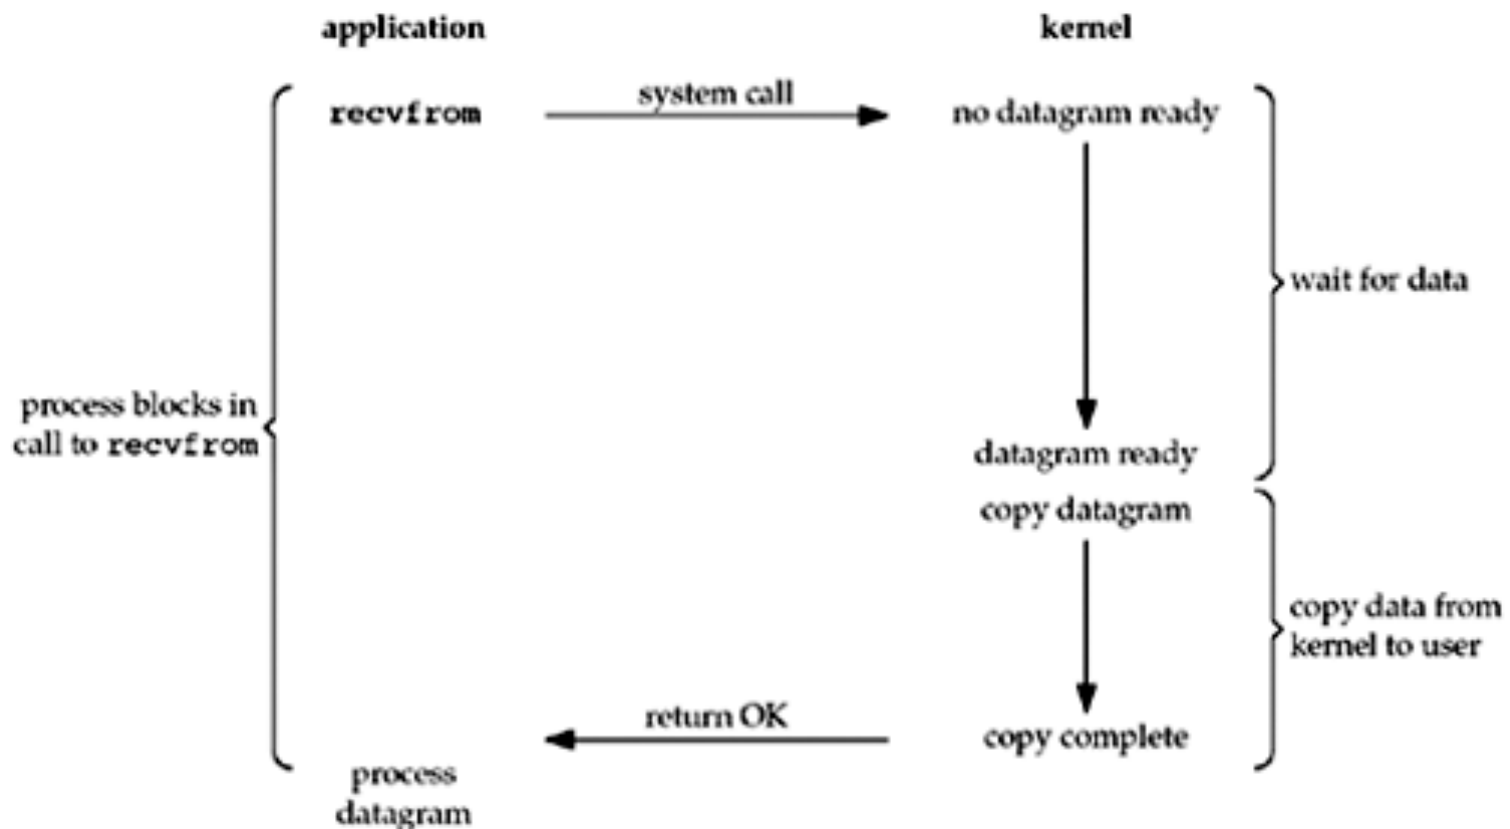 application
kernel
recvfrom
system call
no datagram ready
wait for data
process blocks in
call to recvfrom
datagram ready
copy datagram
copy data from
kernel to user
return OK
copy complete
process
datagram